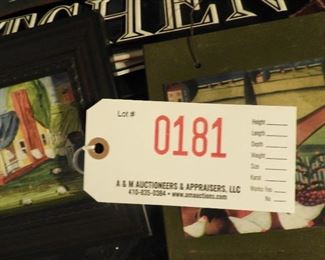 TCHEN
Lot #
0181
Height
Length
Depth
Weight
Size
Karat
Works: Yes
No
A & M AUCTIONEERS & APPRAISERS, LLC
410-835-0384 • www.amauctions.com